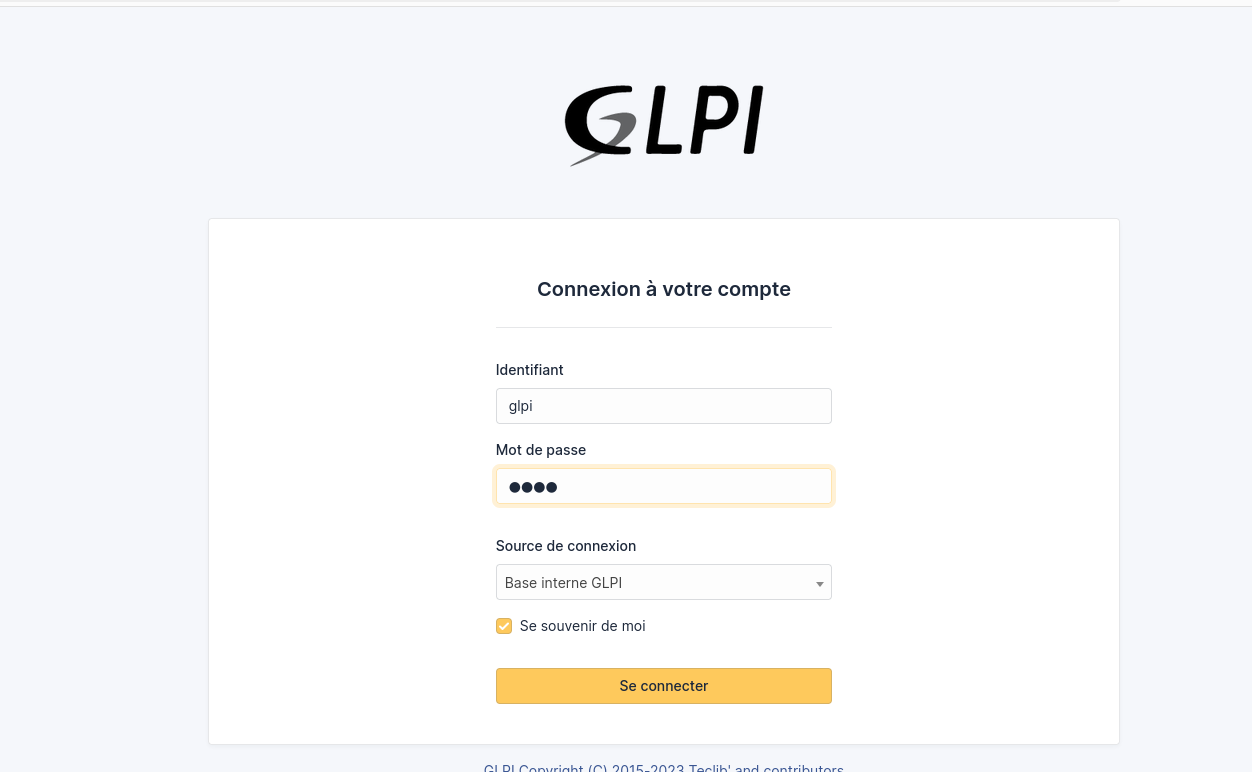 GLPI
Connexion à votre compte
Identifiant
glpi
Mot de passe
●●●●
Source de connexion
Base interne GLPI
Se souvenir de moi
Se connecter
GLPI Copyright (C) 2015-2023 Teclib' and contributors